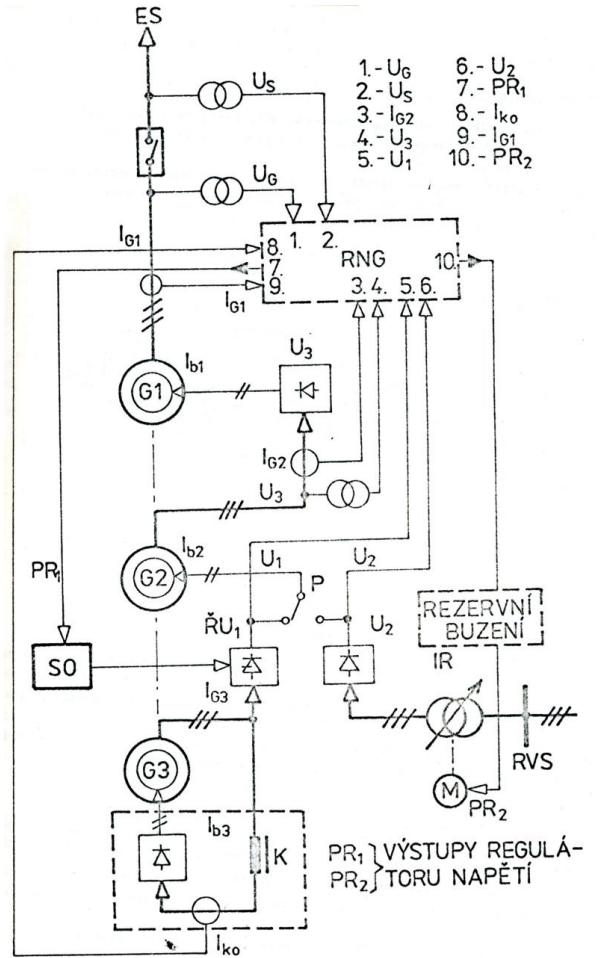 ES
1.- U_G
2.- U_S
3.- I_G2
4.- U_3
5.- U_1
6.- U_2
7.- PR_1
8.- I_ko
9.- I_G1
10.- PR_2
U_S
U_G
I_G1
8.
7.
9.
1.
2.
RNG
10.
3.
4.
5.
6.
I_G1
I_b1
U_3
G1
I_G2
U_3
I_b2
U_1
U_2
P
G2
PR_1
ŘU_1
U_2
REZERVNÍ
BUZENÍ
SO
IR
I_G3
RVS
G3
M
PR_2
I_b3
K
PR_1
PR_2
} VÝSTUPY REGULÁ-
TORU NAPĚTÍ
I_ko